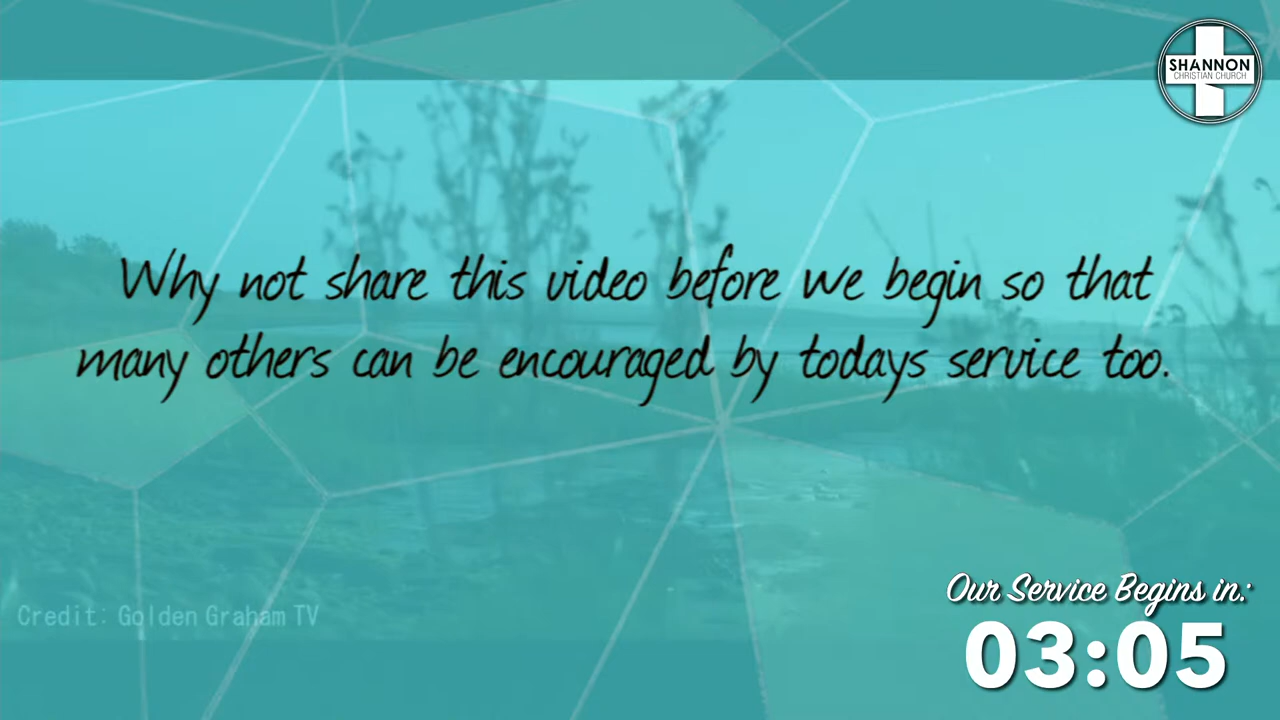 SHANNON
CHRISTIAN CHURCH
Why not share this video before we begin so that
many others can be encouraged by todays service too.
Credit: Golden Graham TV
Our Service Begins in:
03:05